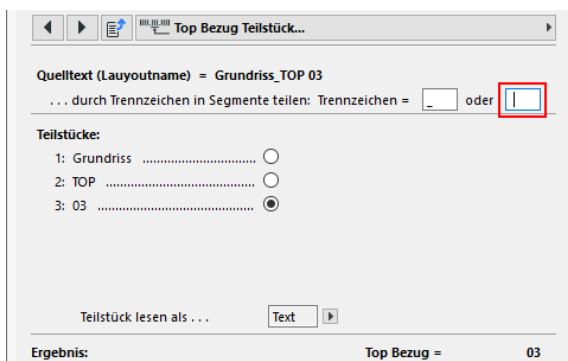 Top Bezug Teilstück...
Quelltext (Lauyoutname) = Grundriss_TOP 03
. . . durch Trennzeichen in Segmente teilen: Trennzeichen = _ oder
Teilstücke:
1: Grundriss ................................
2: TOP ..........................................
3: 03 ............................................
Teilstück lesen als . . . Text
Ergebnis: Top Bezug = 03